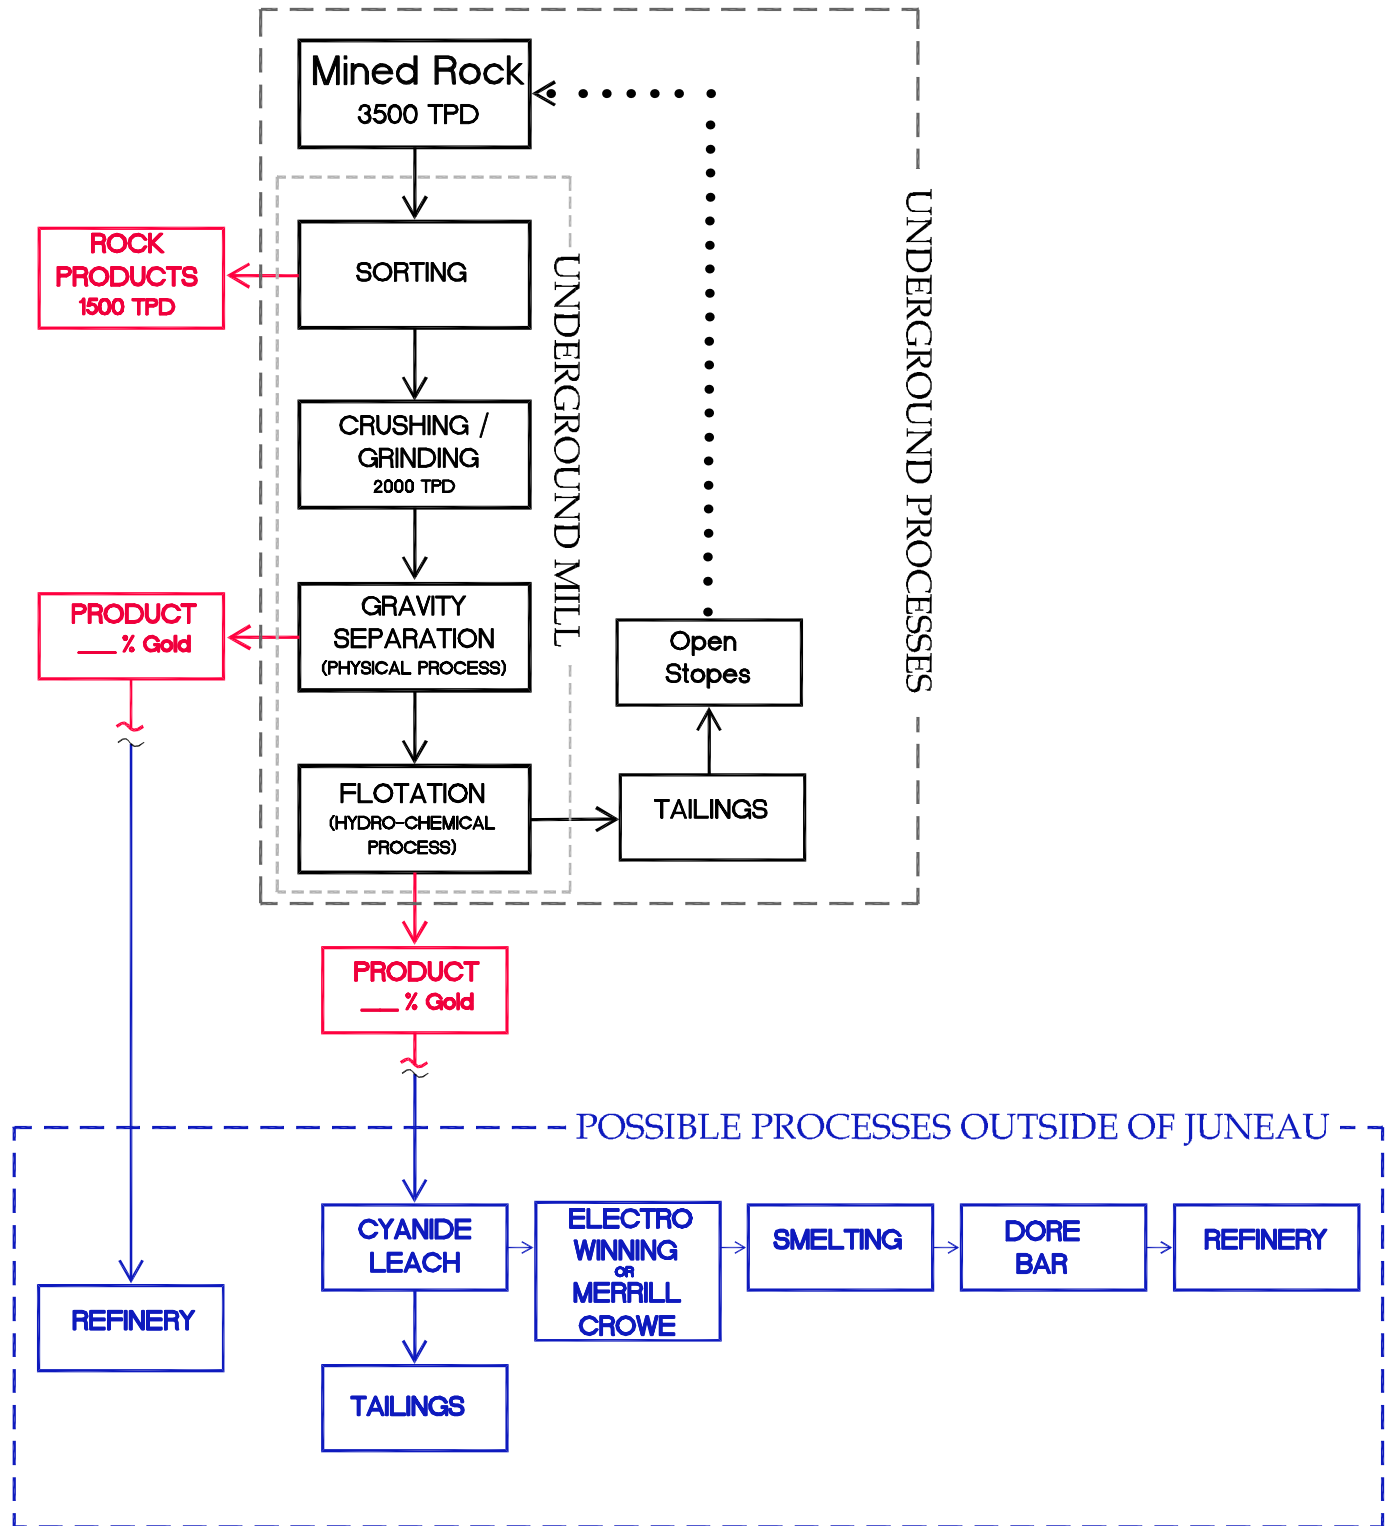 Mined Rock
3500 TPD
SORTING
ROCK
PRODUCTS
1500 TPD
CRUSHING /
GRINDING
2000 TPD
GRAVITY
SEPARATION
(PHYSICAL PROCESS)
PRODUCT
___ % Gold
FLOTATION
(HYDRO-CHEMICAL
PROCESS)
TAILINGS
Open
Stopes
UNDERGROUND MILL
UNDERGROUND PROCESSES
PRODUCT
___ % Gold
POSSIBLE PROCESSES OUTSIDE OF JUNEAU
REFINERY
CYANIDE
LEACH
TAILINGS
ELECTRO
WINNING
OR
MERRILL
CROWE
SMELTING
DORE
BAR
REFINERY